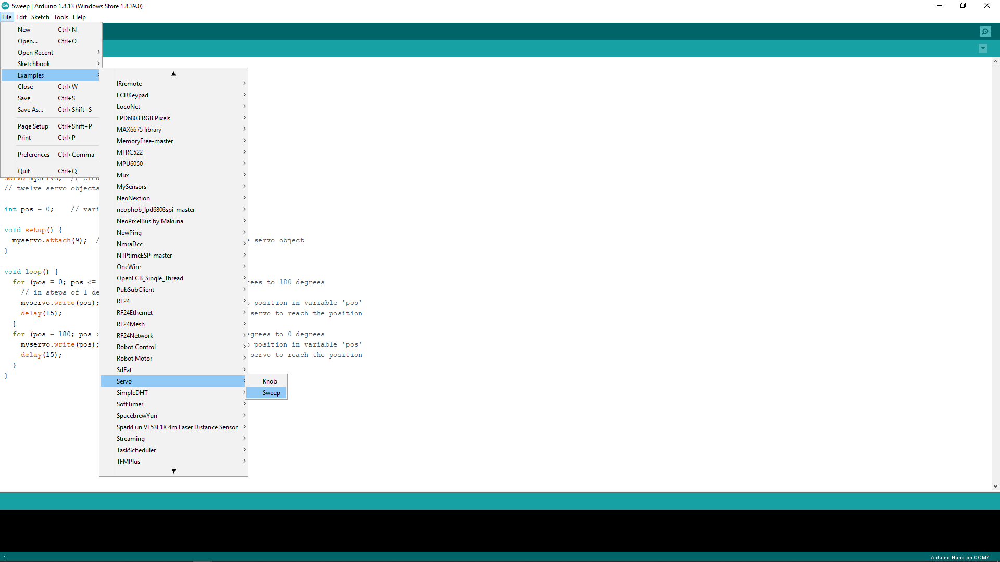 Sweep | Arduino 1.8.13 (Windows Store 1.8.39.0)
File Edit Sketch Tools Help
New Ctrl+N
Open... Ctrl+O
Open Recent
Sketchbook
Examples
Close Ctrl+W
Save Ctrl+S
Save As... Ctrl+Shift+S
Page Setup Ctrl+Shift+P
Print Ctrl+P
Preferences Ctrl+Comma
Quit Ctrl+Q
IRremote
LCDKeypad
LocoNet
LPD6803 RGB Pixels
MAX6675 library
MemoryFree-master
MFRC522
MPU6050
Mux
MySensors
NeoNextion
neophob_lpd6803spi-master
NeoPixelBus by Makuna
NewPing
NmraDcc
NTPtimeESP-master
OneWire
OpenLCB_Single_Thread
PubSubClient
RF24
RF24Ethernet
RF24Mesh
RF24Network
Robot Control
Robot Motor
SdFat
Servo
SimpleDHT
SoftTimer
SpacebrewYun
SparkFun VL53L1X 4m Laser Distance Sensor
Streaming
TaskScheduler
TFMPlus
Knob
Sweep
Servo myservo; // crea
// twelve servo objects
int pos = 0; // vari
void setup() {
myservo.attach(9); / servo object
}
void loop() {
for (pos = 0; pos <= rees to 180 degrees
// in steps of 1 de
myservo.write(pos); position in variable 'pos'
delay(15); servo to reach the position
}
for (pos = 180; pos > egrees to 0 degrees
myservo.write(pos); position in variable 'pos'
delay(15); servo to reach the position
}
}
1
Arduino Nano on COM7